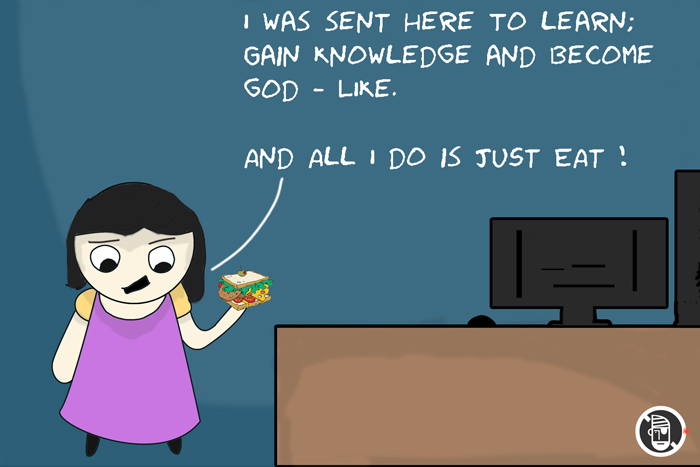 I WAS SENT HERE TO LEARN;
GAIN KNOWLEDGE AND BECOME
GOD - LIKE.
AND ALL I DO IS JUST EAT !